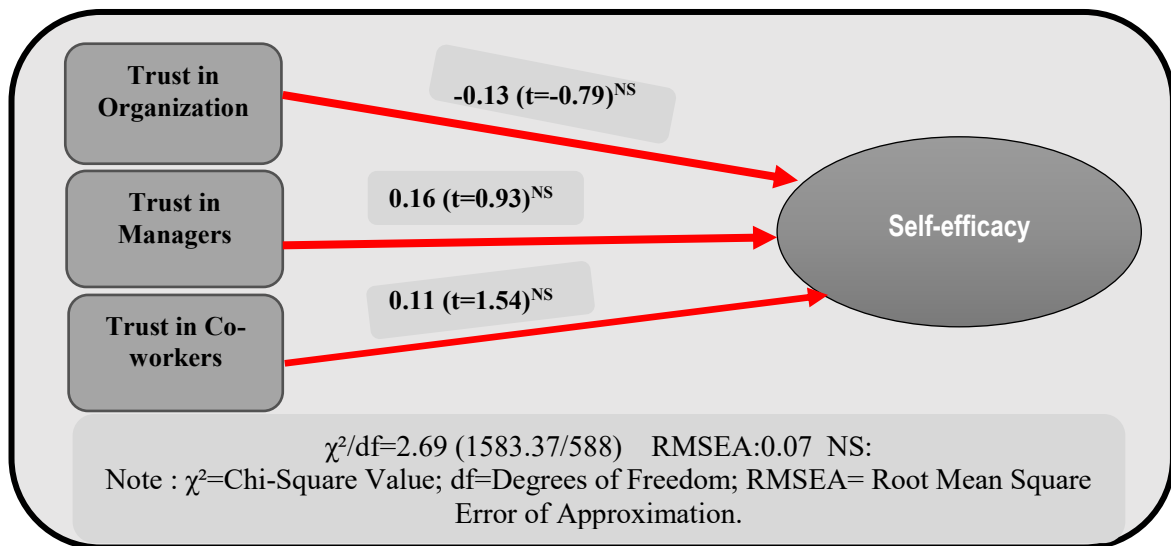 Trust in
Organization
-0.13 (t=-0.79)ᴺˢ
Trust in
Managers
0.16 (t=0.93)ᴺˢ
Self-efficacy
Trust in Co-
workers
0.11 (t=1.54)ᴺˢ
χ²/df=2.69 (1583.37/588) RMSEA:0.07 NS:
Note : χ²=Chi-Square Value; df=Degrees of Freedom; RMSEA= Root Mean Square
Error of Approximation.